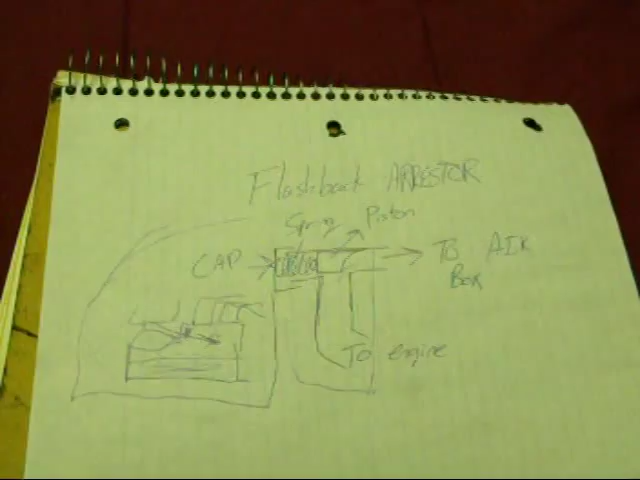 Flashback ARRESTOR
Spring Piston
CAP
TO AIR
Box
To engine